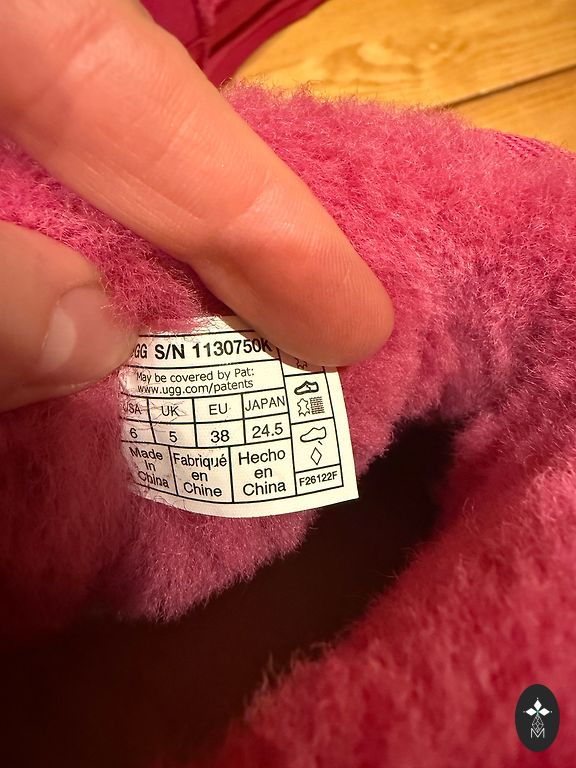 UGG S/N 1130750K
May be covered by Pat:
www.ugg.com/patents
USA UK EU JAPAN
6 5 38 24.5
Made in China
Fabriqué en Chine
Hecho en China
F26122F
M